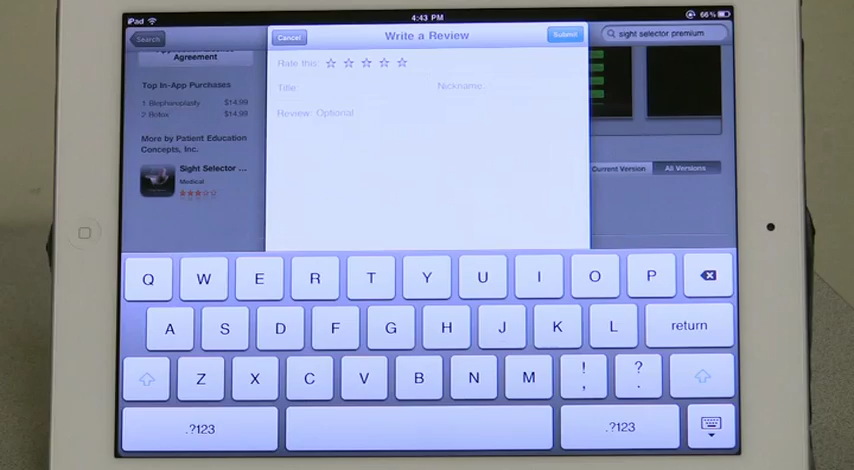 iPad 4:43 PM 66%
Search
Cancel Write a Review Submit
sight selector premium
Agreement
Rate this:
Title: Nickname:
Review: Optional
Top In-App Purchases
1 Blepharoplasty $14.99
2 Botox $14.99
More by Patient Education
Concepts, Inc.
Sight Selector ...
Medical
Current Version All Versions
Q W E R T Y U I O P
A S D F G H J K L return
Z X C V B N M ! , ? .
.?123 .?123